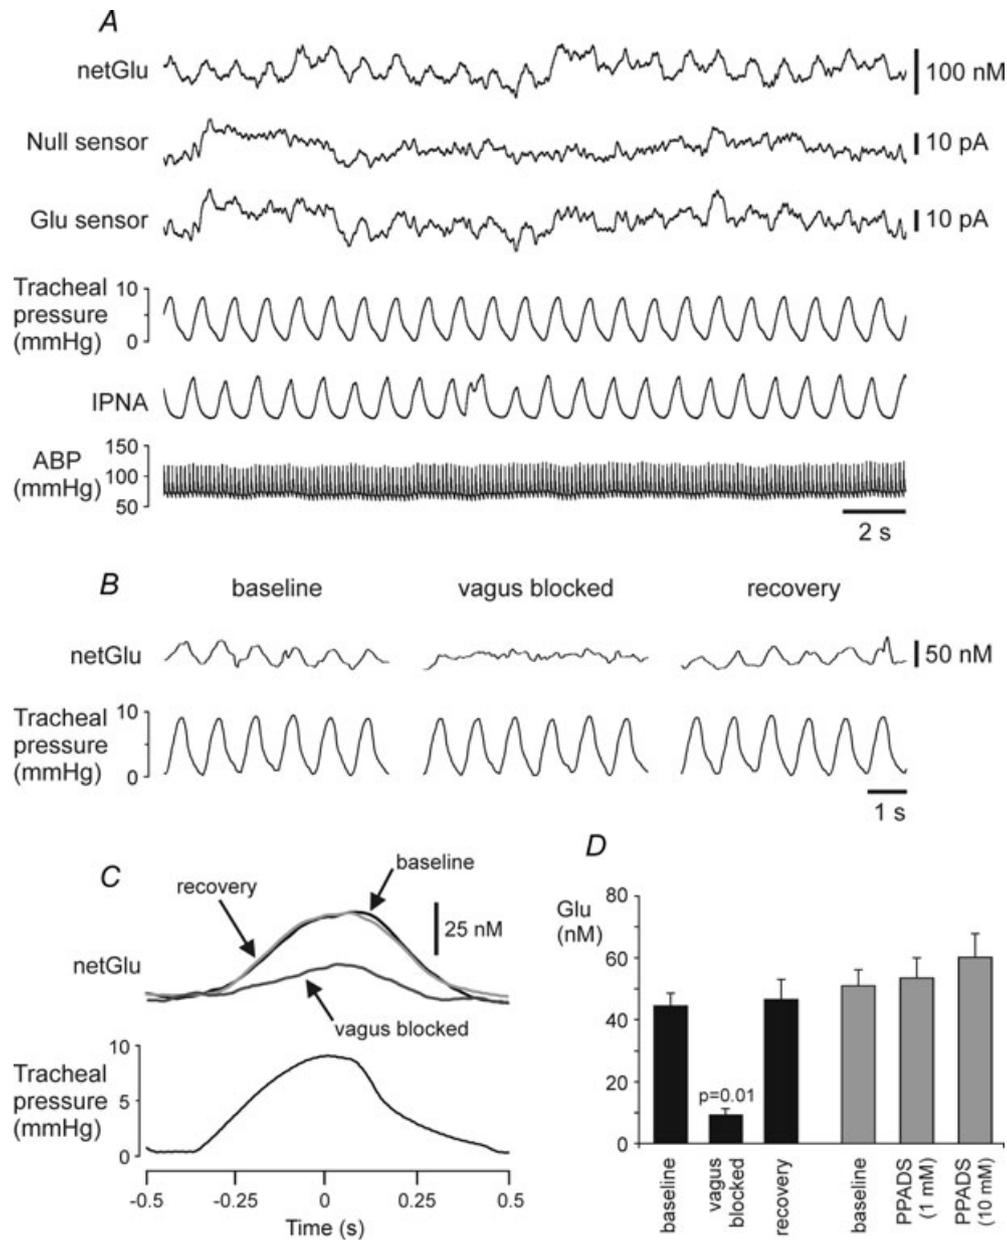 A
netGlu
100 nM
Null sensor
10 pA
Glu sensor
10 pA
Tracheal
pressure
(mmHg)
10
0
IPNA
ABP
(mmHg)
150
100
50
2 s
B
baseline
vagus blocked
recovery
netGlu
50 nM
Tracheal
pressure
(mmHg)
10
0
1 s
C
recovery
baseline
25 nM
netGlu
vagus blocked
Tracheal
pressure
(mmHg)
10
5
0
-0.5
-0.25
0
0.25
0.5
Time (s)
D
Glu
(nM)
80
60
40
20
0
p=0.01
baseline
vagus
blocked
recovery
baseline
PPADS
(1 mM)
PPADS
(10 mM)